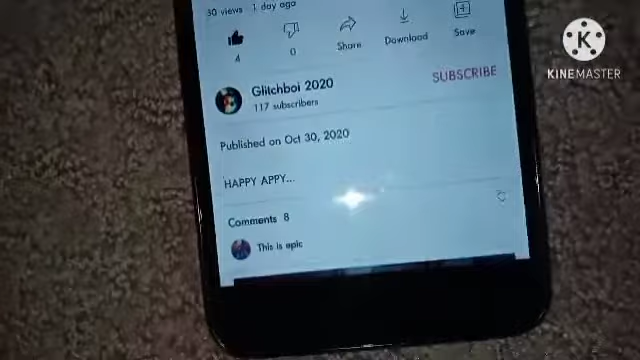 30 views 1 day ago
4
0
Share
Download
Save
Glitchboi 2020
117 subscribers
SUBSCRIBE
Published on Oct 30, 2020
HAPPY APPY...
Comments 8
This is epic
K
KINEMASTER